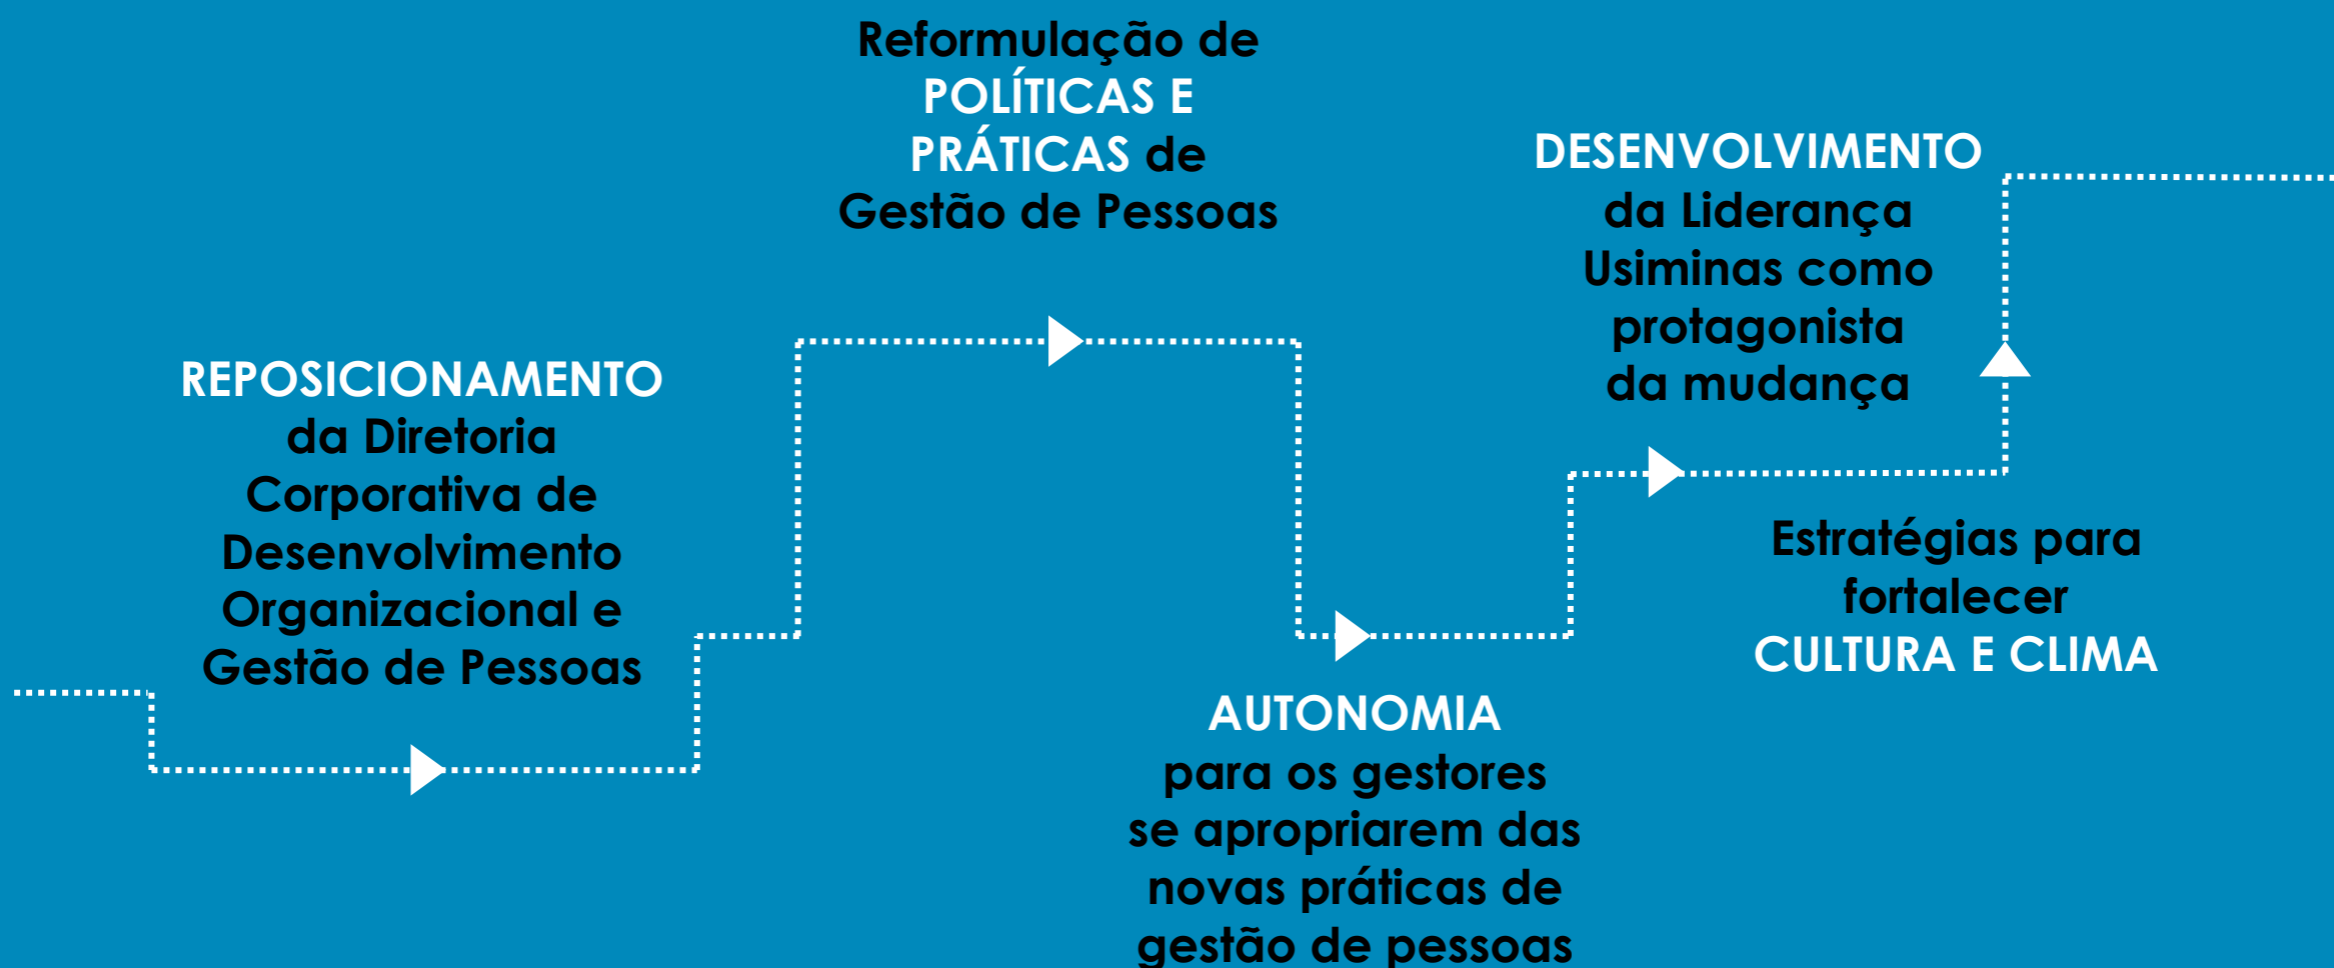 REPOSICIONAMENTO
da Diretoria
Corporativa de
Desenvolvimento
Organizacional e
Gestão de Pessoas
Reformulação de
POLÍTICAS E
PRÁTICAS de
Gestão de Pessoas
AUTONOMIA
para os gestores
se apropriarem das
novas práticas de
gestão de pessoas
DESENVOLVIMENTO
da Liderança
Usiminas como
protagonista
da mudança
Estratégias para
fortalecer
CULTURA E CLIMA